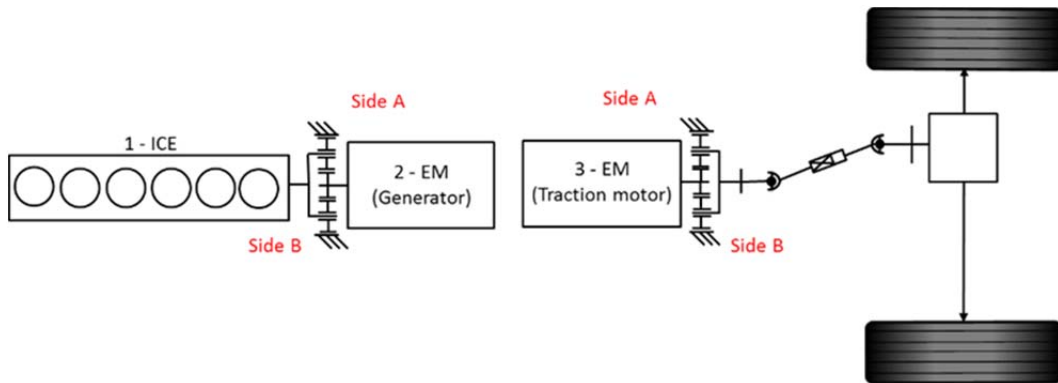 Side A
Side A
1 - ICE
2 - EM
(Generator)
3 - EM
(Traction motor)
Side B
Side B